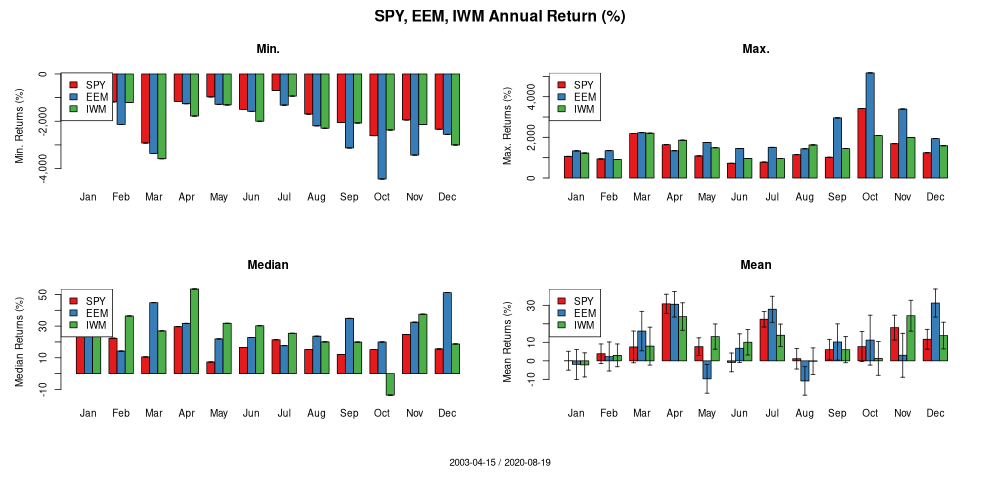 SPY, EEM, IWM Annual Return (%)
Min.
Min. Returns (%)
0
-2,000
-4,000
SPY
EEM
IWM
Jan Feb Mar Apr May Jun Jul Aug Sep Oct Nov Dec
Max.
Max. Returns (%)
4,000
2,000
0
SPY
EEM
IWM
Jan Feb Mar Apr May Jun Jul Aug Sep Oct Nov Dec
Median
Median Returns (%)
50
30
10
-10
SPY
EEM
IWM
Jan Feb Mar Apr May Jun Jul Aug Sep Oct Nov Dec
Mean
Mean Returns (%)
30
10
0
-10
SPY
EEM
IWM
Jan Feb Mar Apr May Jun Jul Aug Sep Oct Nov Dec
2003-04-15 / 2020-08-19